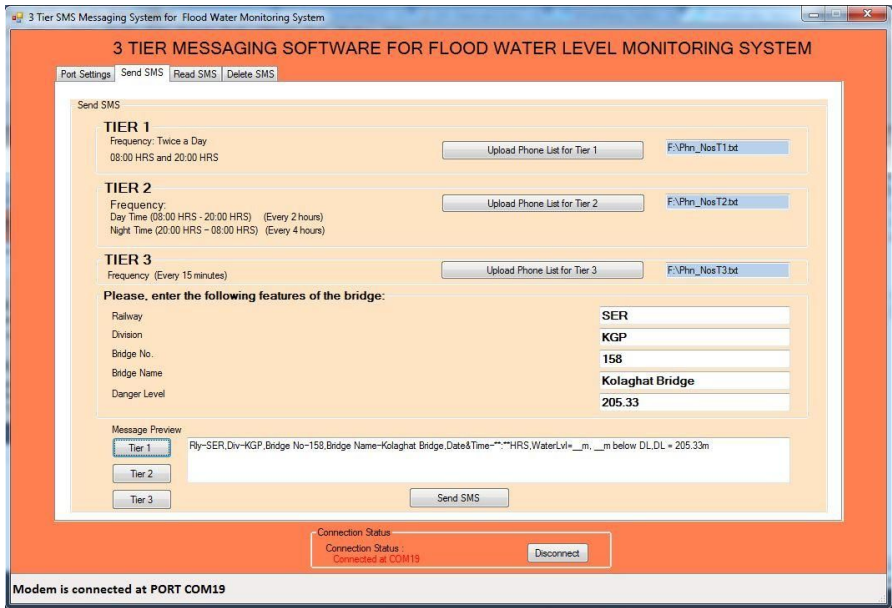 3 Tier SMS Messaging System for Flood Water Monitoring System
3 TIER MESSAGING SOFTWARE FOR FLOOD WATER LEVEL MONITORING SYSTEM
Port Settings Send SMS Read SMS Delete SMS
Send SMS
TIER 1
Frequency: Twice a Day
08:00 HRS and 20:00 HRS
Upload Phone List for Tier 1
F:\Phn_NosT1.txt
TIER 2
Frequency:
Day Time (08:00 HRS - 20:00 HRS) (Every 2 hours)
Night Time (20:00 HRS – 08:00 HRS) (Every 4 hours)
Upload Phone List for Tier 2
F:\Phn_NosT2.txt
TIER 3
Frequency (Every 15 minutes)
Upload Phone List for Tier 3
F:\Phn_NosT3.txt
Please, enter the following features of the bridge:
Railway SER
Division KGP
Bridge No. 158
Bridge Name Kolaghat Bridge
Danger Level 205.33
Message Preview
Tier 1
Rly-SER,Div-KGP,Bridge No-158,Bridge Name-Kolaghat Bridge,Date&Time-**:**HRS,WaterLvl=__m, __m below DL,DL = 205.33m
Tier 2
Tier 3
Send SMS
Connection Status
Connection Status :
Connected at COM19
Disconnect
Modem is connected at PORT COM19